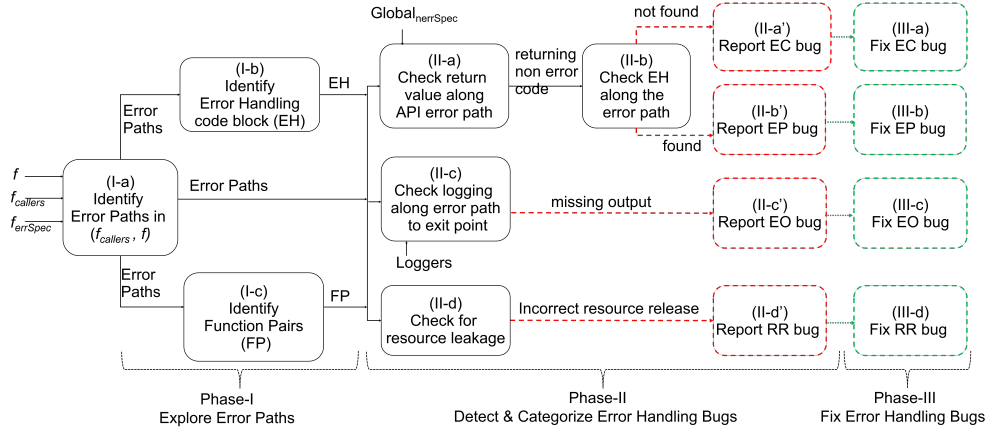 Global_nerrSpec
not found
(II-a')
Report EC bug
(III-a)
Fix EC bug
(I-b)
Identify
Error Handling
code block (EH)
EH
(II-a)
Check return
value along
API error path
returning
non error
code
(II-b)
Check EH
along the
error path
Error
Paths
found
(II-b')
Report EP bug
(III-b)
Fix EP bug
f
f_callers
f_errSpec
(I-a)
Identify
Error Paths in
(f_callers , f)
Error Paths
(II-c)
Check logging
along error path
to exit point
missing output
(II-c')
Report EO bug
(III-c)
Fix EO bug
Loggers
Error
Paths
(I-c)
Identify
Function Pairs
(FP)
FP
(II-d)
Check for
resource leakage
Incorrect resource release
(II-d')
Report RR bug
(III-d)
Fix RR bug
Phase-I
Explore Error Paths
Phase-II
Detect & Categorize Error Handling Bugs
Phase-III
Fix Error Handling Bugs